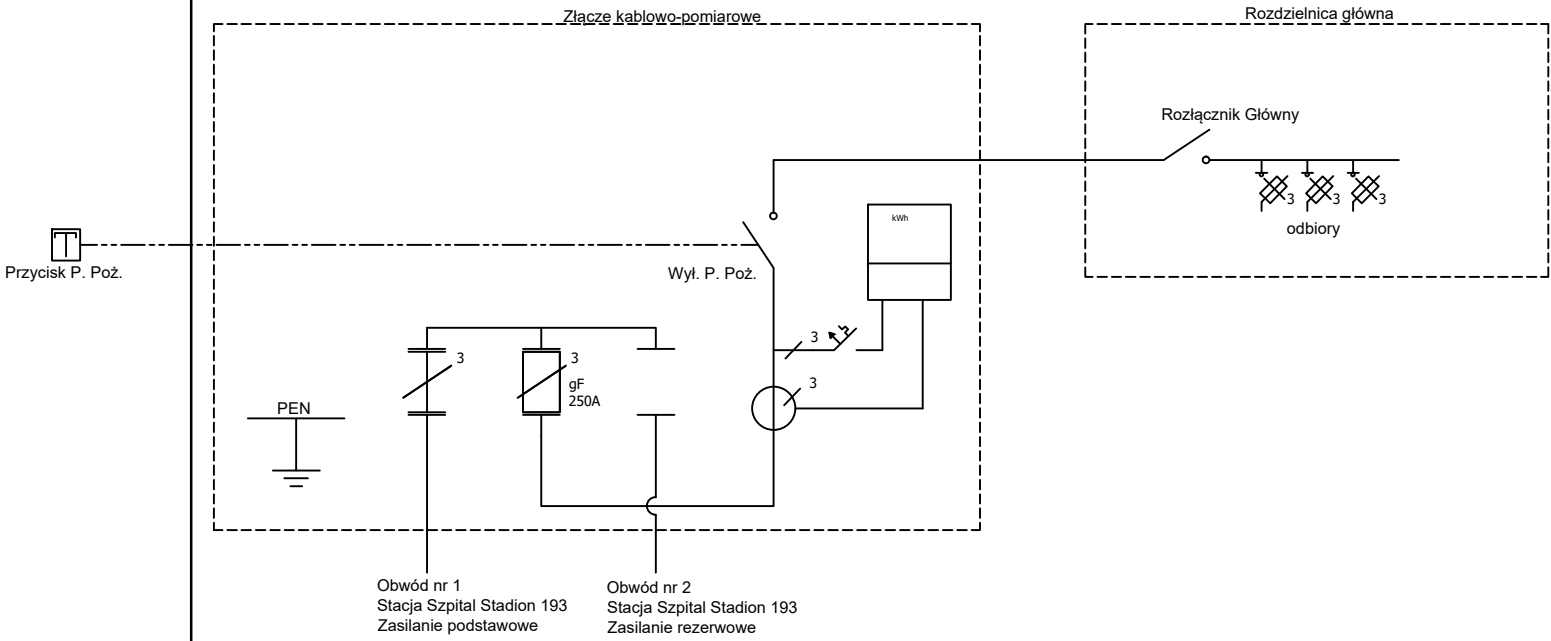 Złącze kablowo-pomiarowe
Rozdzielnica główna
Rozłącznik Główny
3
3
3
odbiory
kWh
Przycisk P. Poż.
Wył. P. Poż.
3
3
3
gF
250A
3
PEN
Obwód nr 1
Stacja Szpital Stadion 193
Zasilanie podstawowe
Obwód nr 2
Stacja Szpital Stadion 193
Zasilanie rezerwowe